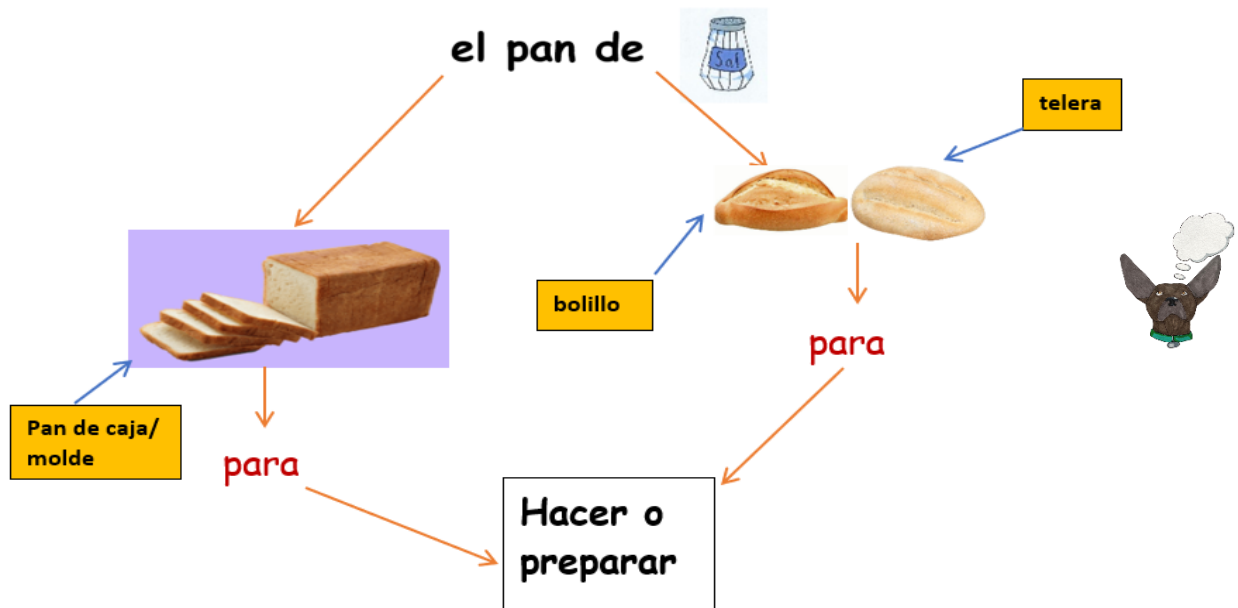 el pan de
Sal
telera
bolillo
para
Pan de caja/
molde
para
Hacer o
preparar